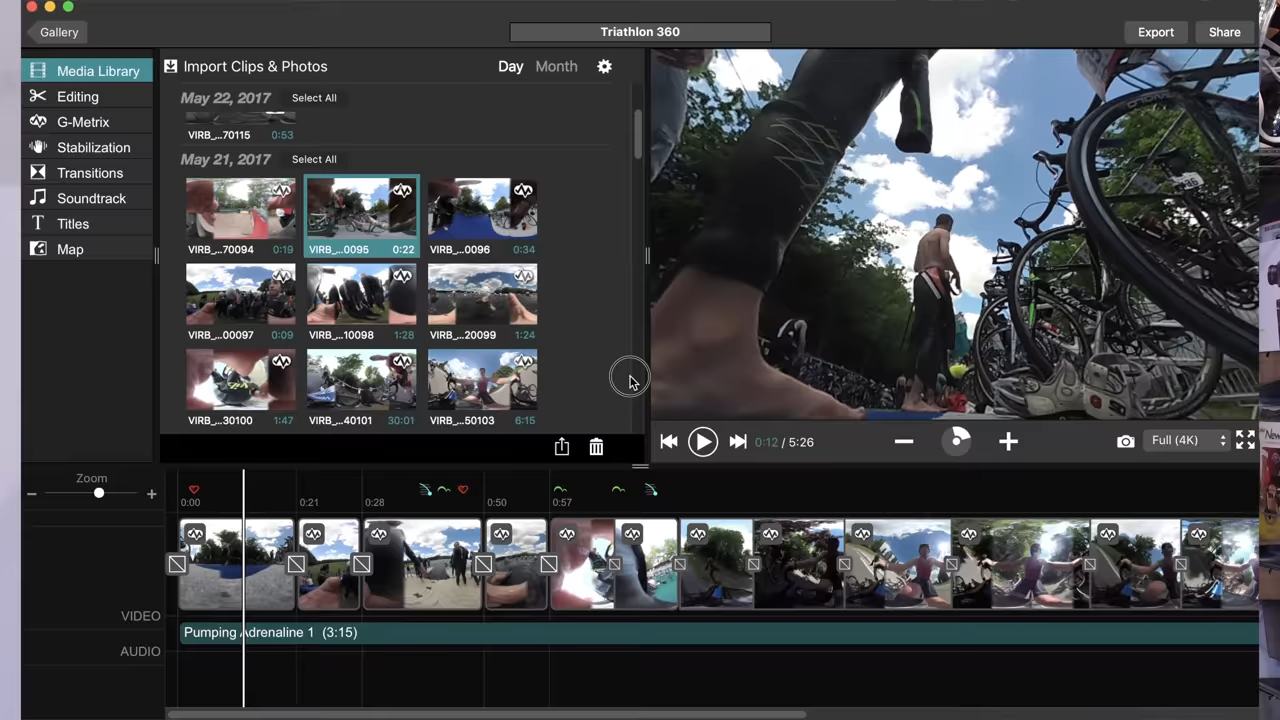 Gallery
Triathlon 360
Export
Share
Media Library
Editing
G-Metrix
Stabilization
Transitions
Soundtrack
Titles
Map
Import Clips & Photos
Day
Month
May 22, 2017
Select All
VIRB_...70115 0:53
May 21, 2017
Select All
VIRB_...70094 0:19
VIRB_...0095 0:22
VIRB_...0096 0:34
VIRB_...00097 0:09
VIRB_...10098 1:28
VIRB_...20099 1:24
VIRB_...30100 1:47
VIRB_...40101 30:01
VIRB_...50103 6:15
0:12 / 5:26
Full (4K)
Zoom
0:00
0:21
0:28
0:50
0:57
VIDEO
Pumping Adrenaline 1 (3:15)
AUDIO